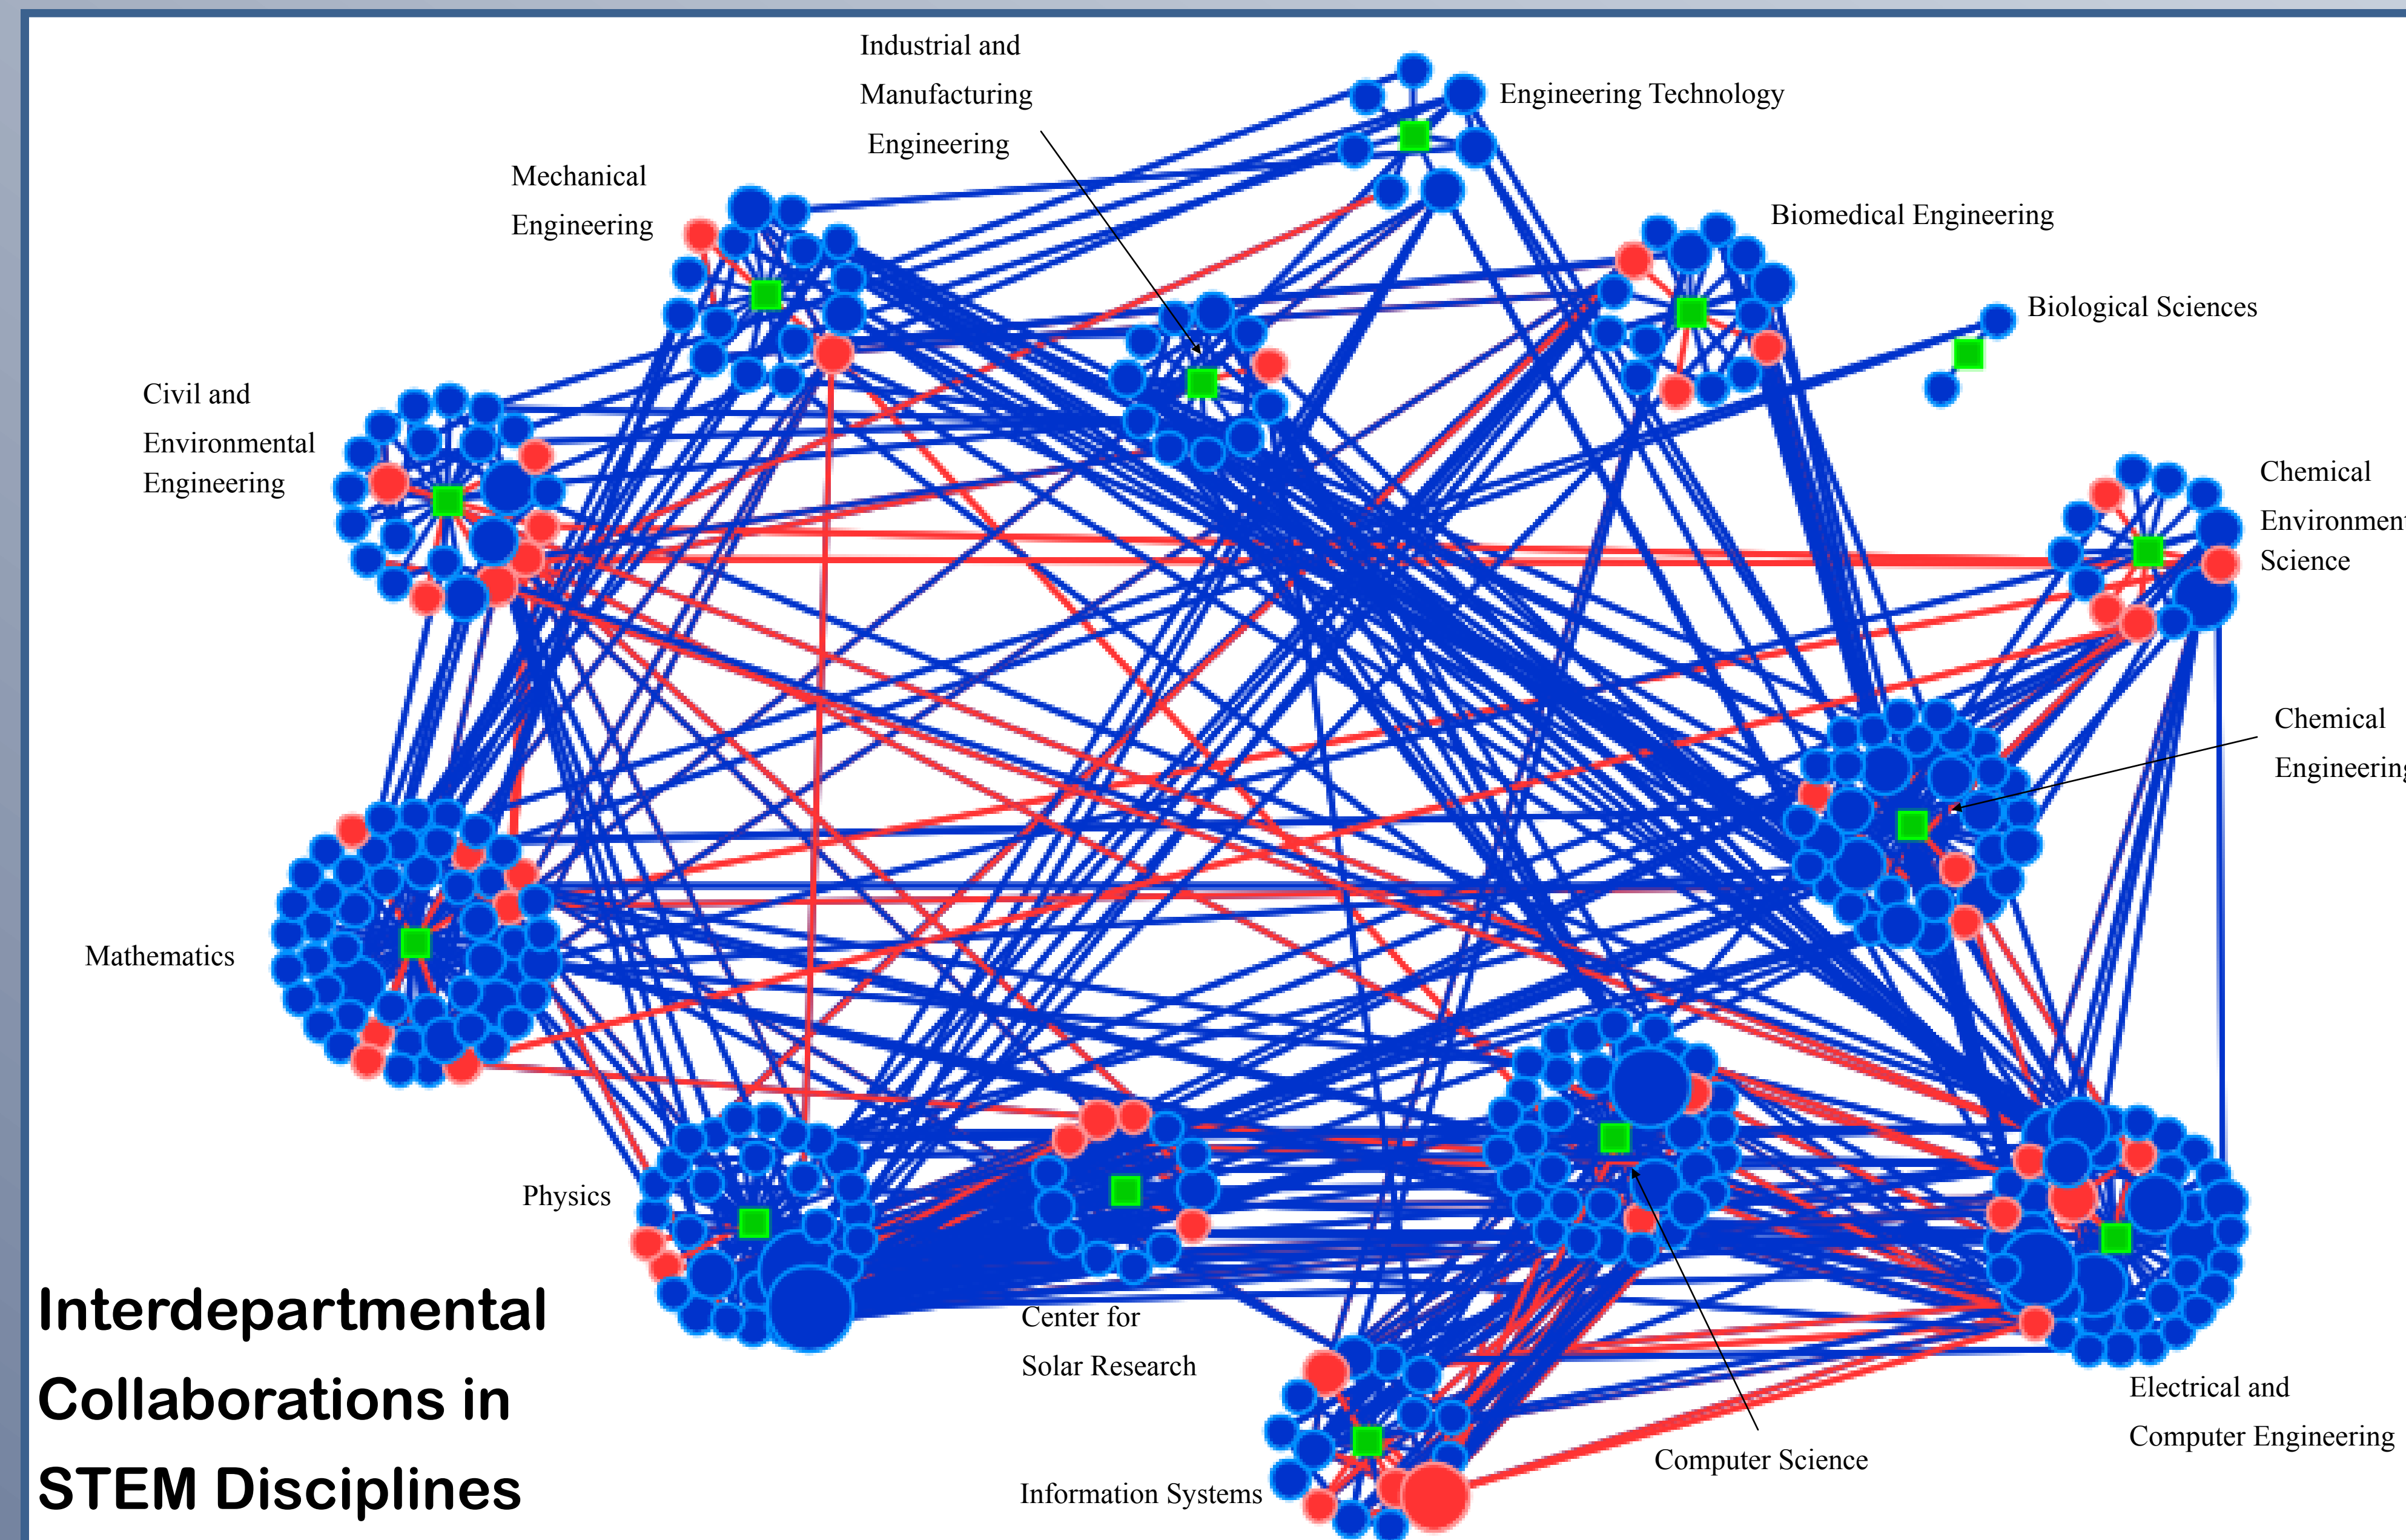 Industrial and
Manufacturing
Engineering
Engineering Technology
Mechanical
Engineering
Biomedical Engineering
Biological Sciences
Civil and
Environmental
Engineering
Chemical
Environmen
Science
Chemical
Engineering
Mathematics
Physics
Center for
Solar Research
Information Systems
Computer Science
Electrical and
Computer Engineering
Interdepartmental
Collaborations in
STEM Disciplines